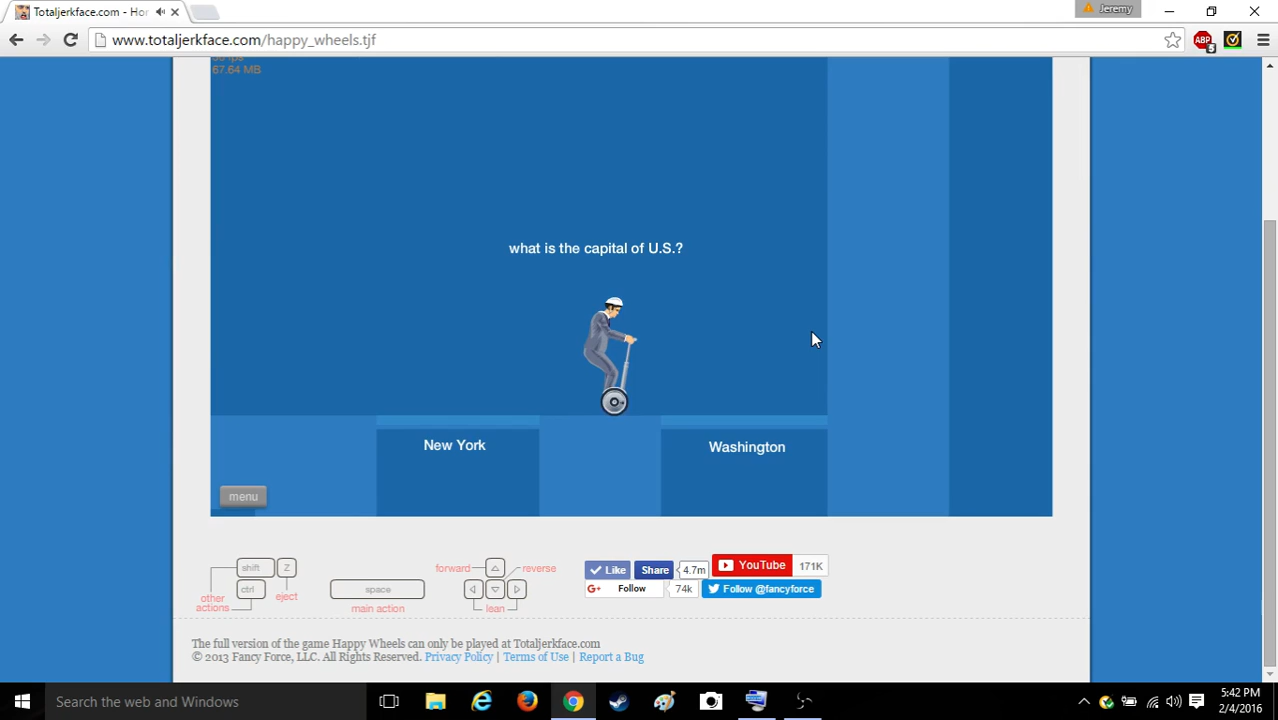 Totaljerkface.com - Hor
Jeremy
www.totaljerkface.com/happy_wheels.tjf
ABP
5
67.64 MB
what is the capital of U.S.?
New York
Washington
menu
shift
Z
forward
reverse
Like
Share
4.7m
YouTube
171K
ctrl
space
G+
Follow
74k
Follow @fancyforce
other
actions
eject
main action
lean
The full version of the game Happy Wheels can only be played at Totaljerkface.com
© 2013 Fancy Force, LLC. All Rights Reserved. Privacy Policy | Terms of Use | Report a Bug
Search the web and Windows
5:42 PM
2/4/2016